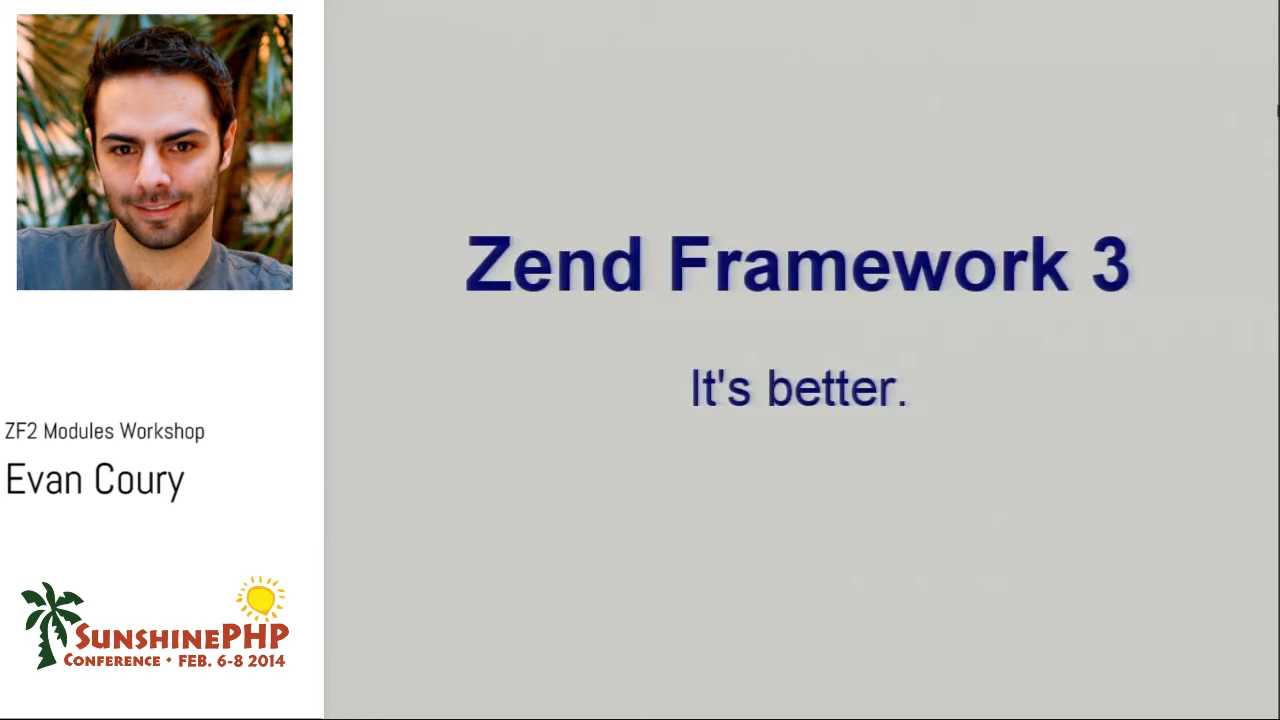 Zend Framework 3
It's better.
ZF2 Modules Workshop
Evan Coury
SUNSHINEPHP
CONFERENCE • FEB. 6-8 2014